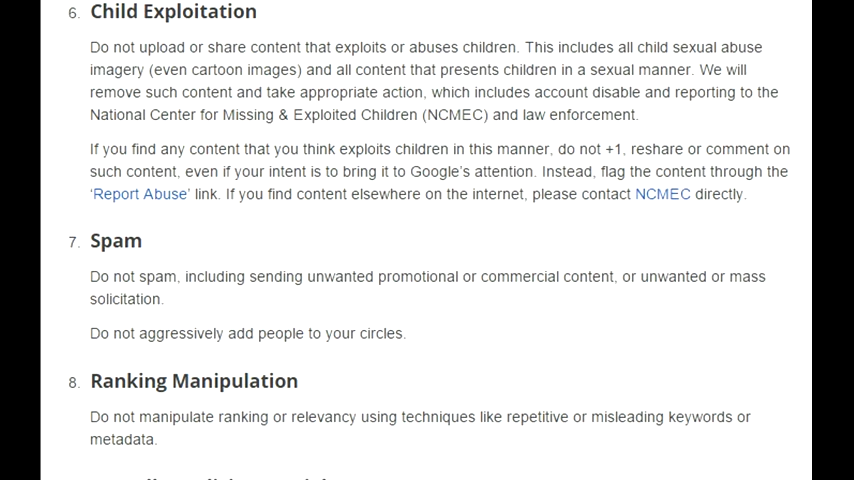 6. Child Exploitation
Do not upload or share content that exploits or abuses children. This includes all child sexual abuse
imagery (even cartoon images) and all content that presents children in a sexual manner. We will
remove such content and take appropriate action, which includes account disable and reporting to the
National Center for Missing & Exploited Children (NCMEC) and law enforcement.
If you find any content that you think exploits children in this manner, do not +1, reshare or comment on
such content, even if your intent is to bring it to Google's attention. Instead, flag the content through the
'Report Abuse' link. If you find content elsewhere on the internet, please contact NCMEC directly.
7. Spam
Do not spam, including sending unwanted promotional or commercial content, or unwanted or mass
solicitation.
Do not aggressively add people to your circles.
8. Ranking Manipulation
Do not manipulate ranking or relevancy using techniques like repetitive or misleading keywords or
metadata.